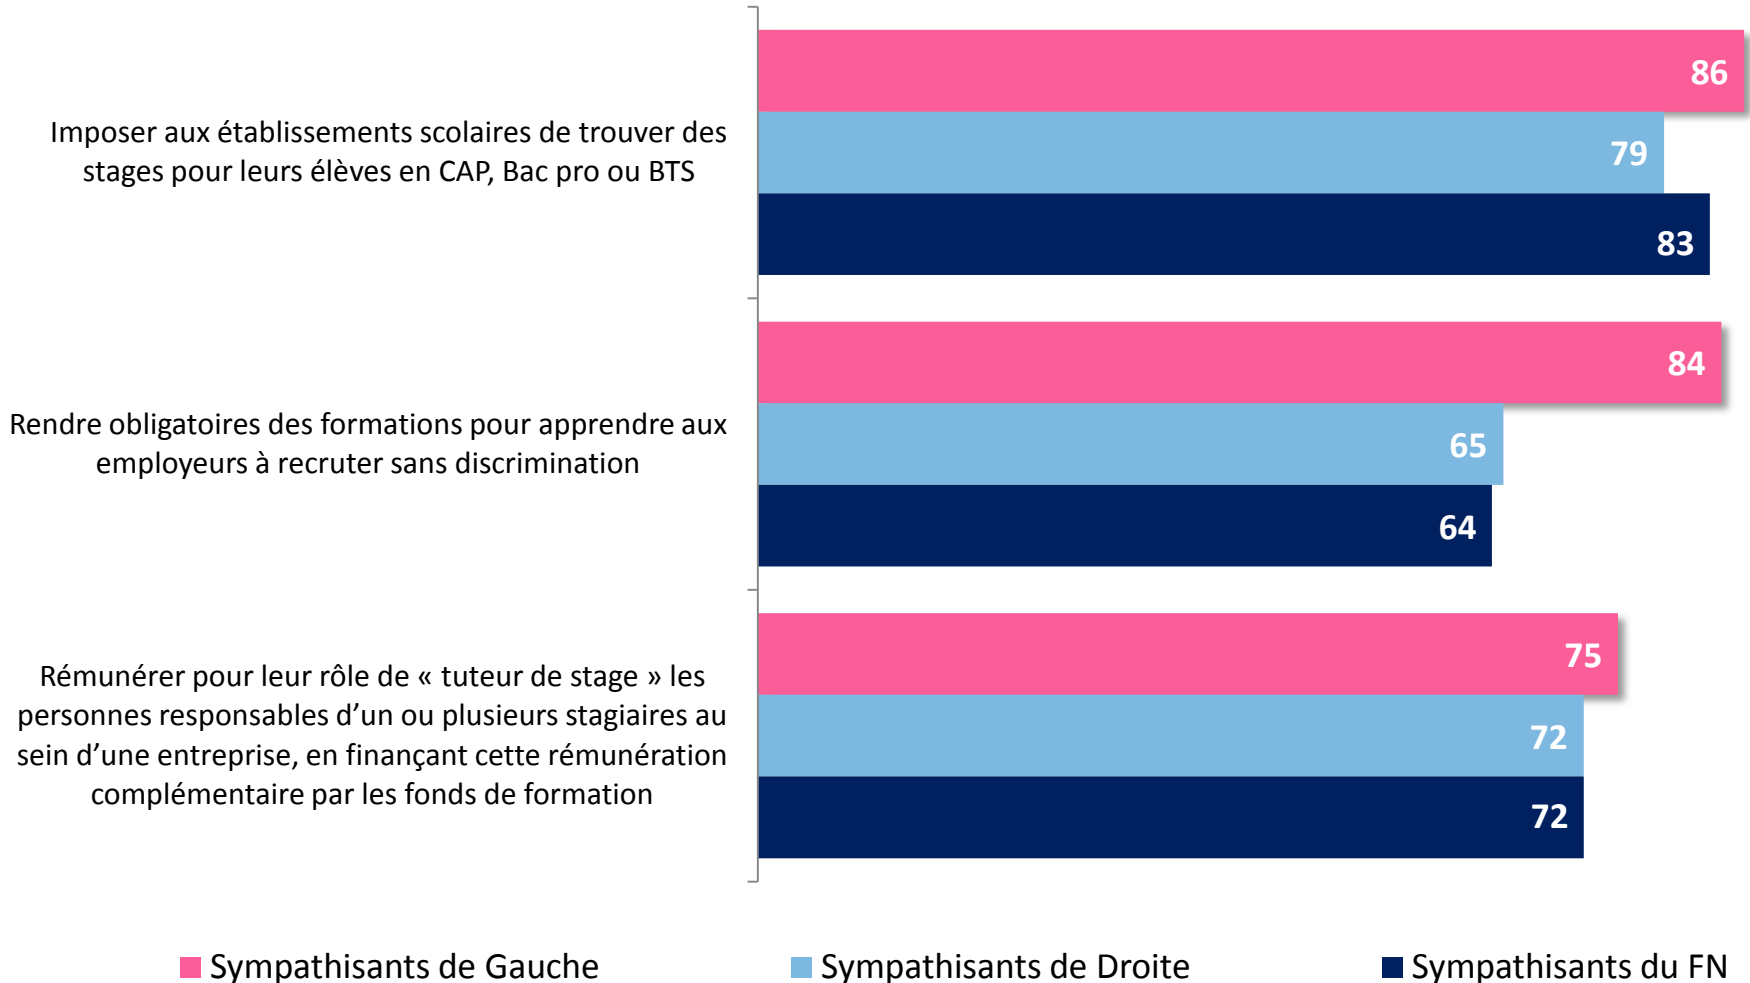 Imposer aux établissements scolaires de trouver des
stages pour leurs élèves en CAP, Bac pro ou BTS
86
79
83
Rendre obligatoires des formations pour apprendre aux
employeurs à recruter sans discrimination
84
65
64
Rémunérer pour leur rôle de « tuteur de stage » les
personnes responsables d’un ou plusieurs stagiaires au
sein d’une entreprise, en finançant cette rémunération
complémentaire par les fonds de formation
75
72
72
Sympathisants de Gauche
Sympathisants de Droite
Sympathisants du FN